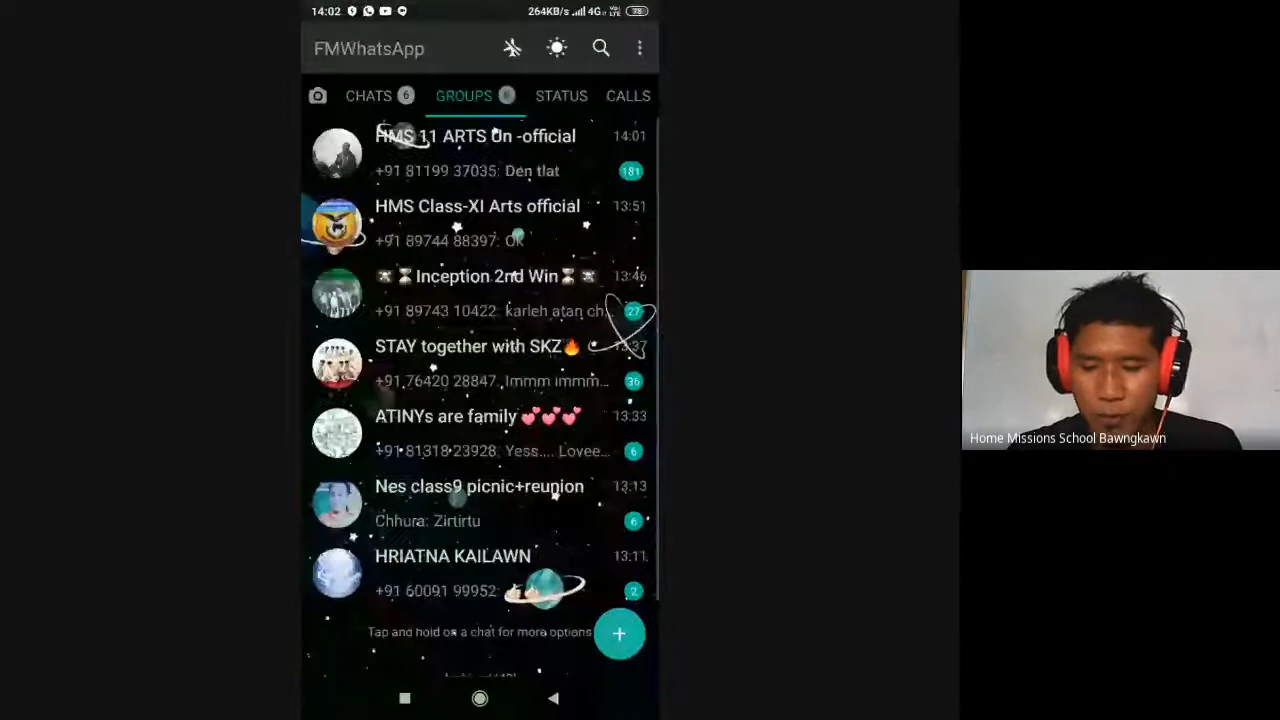 14:02
264KB/s 4G Vo LTE 78
FMWhatsApp
CHATS 6 GROUPS STATUS CALLS
HMS 11 ARTS Un -official 14:01
+91 81199 37035: Den tlat 181
HMS Class-XI Arts official 13:51
+91 89744 88397: Ok
Inception 2nd Win 13:46
+91 89743 10422: karleh atan ch... 27
STAY together with SKZ🔥 13:37
+91 76420 28847: Immm immm... 36
ATINYs are family 💕💕💕 13:33
+91 81318 23928: Yess.... Lovee... 6
Nes class9 picnic+reunion 13:13
Chhura: Zirtirtu 6
HRIATNA KAILAWN 13:11
+91 60091 99952: 2
Tap and hold on a chat for more options
Home Missions School Bawngkawn